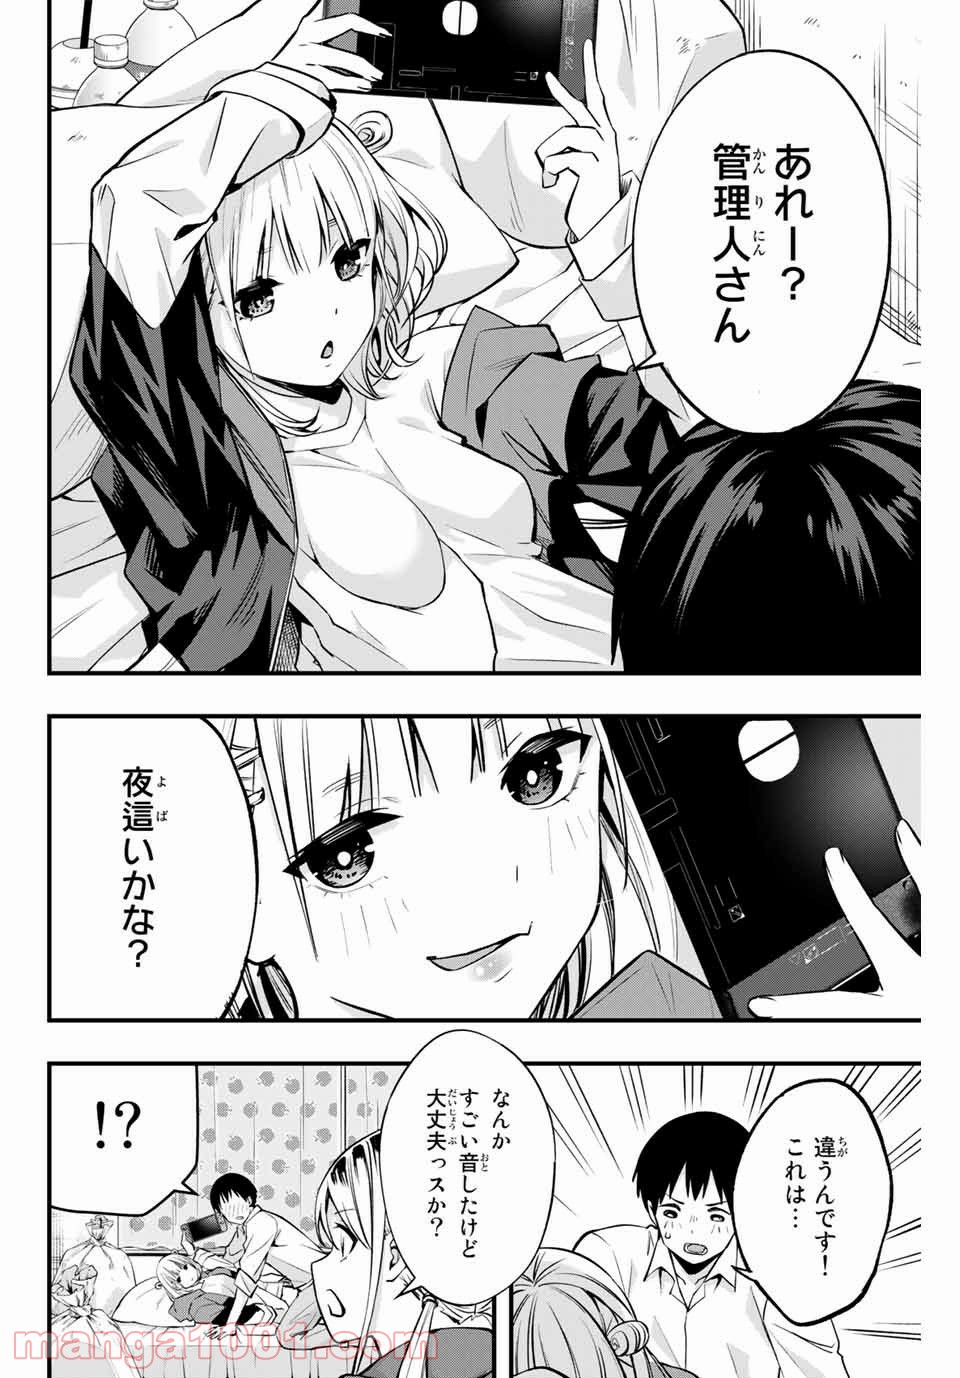 あれー？
管理人さん
夜這いかな？
違うんです！
これは…
なんか
すごい音したけど
大丈夫っスか？
!?
manga1001.com